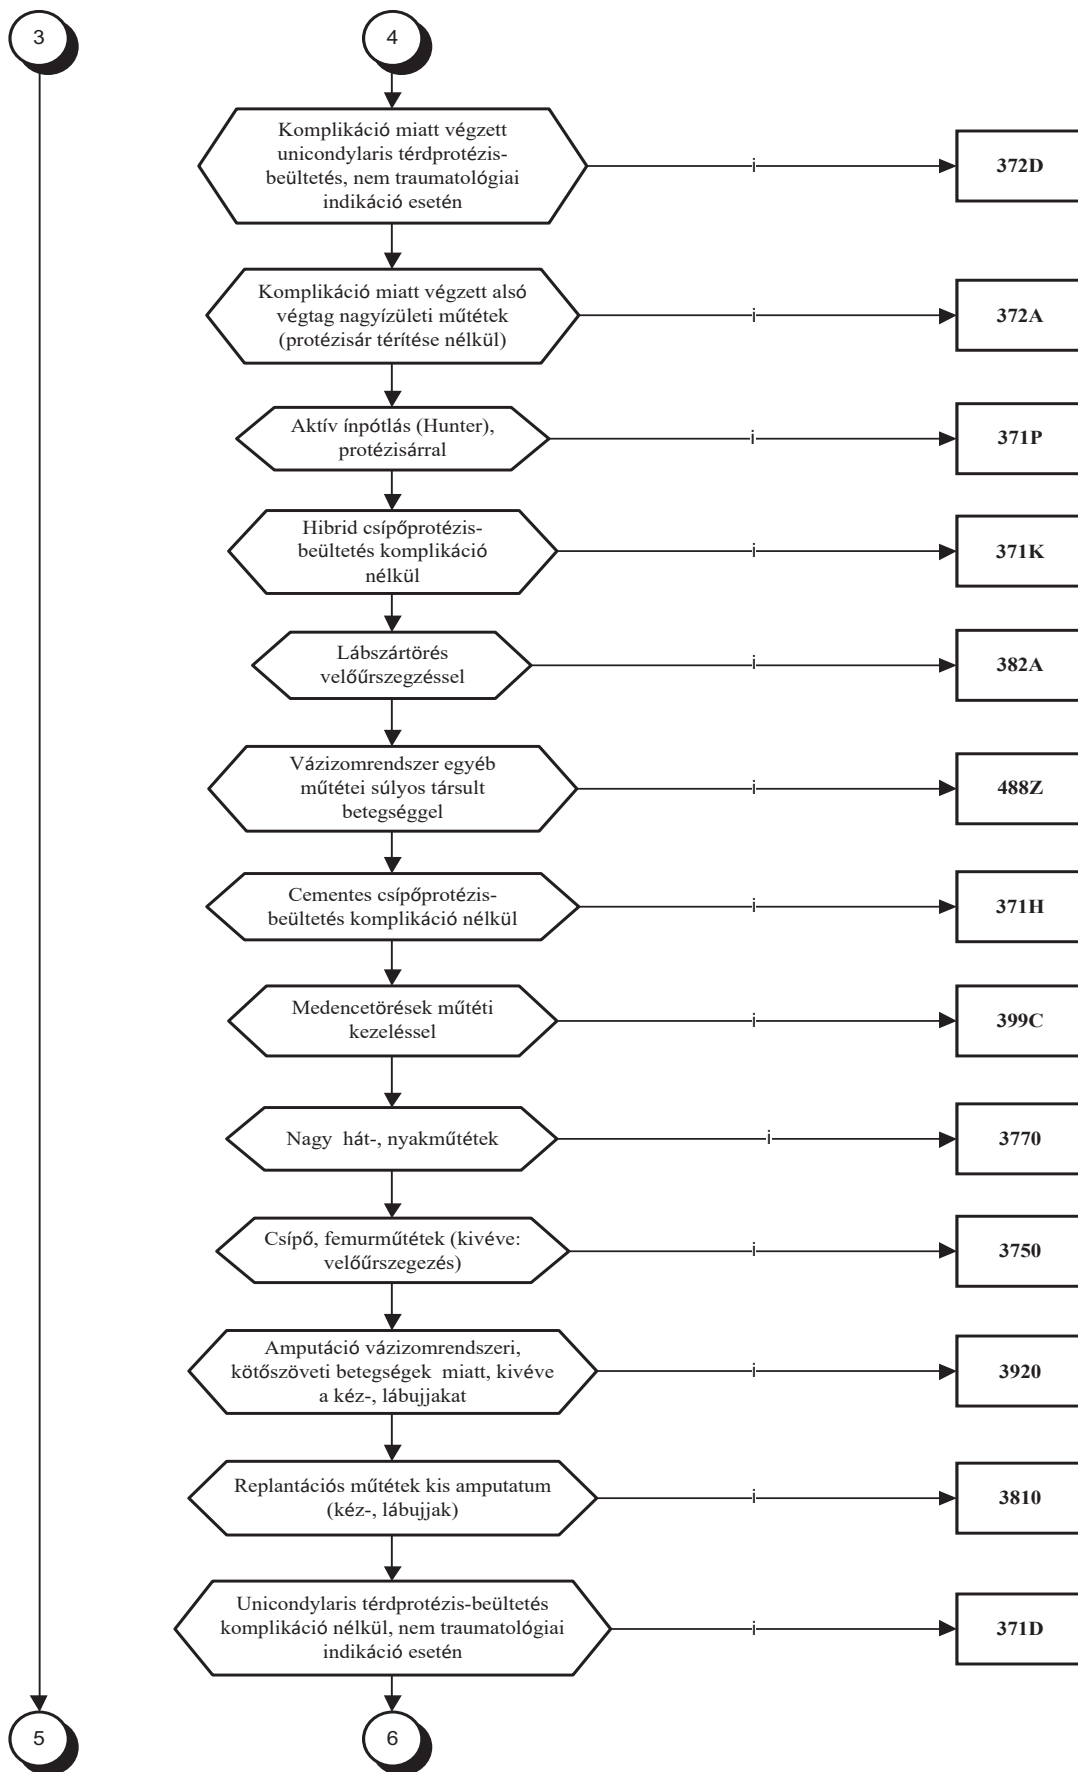 3
4
Komplikáció miatt végzett
unicondylaris térdprotézis-
beültetés, nem traumatológiai
indikáció esetén
i
372D
Komplikáció miatt végzett alsó
végtag nagyízületi műtétek
(protézisár térítése nélkül)
i
372A
Aktív ínpótlás (Hunter),
protézisárral
i
371P
Hibrid csípőprotézis-
beültetés komplikáció
nélkül
i
371K
Lábszártörés
velőűrszegzéssel
i
382A
Vázizomrendszer egyéb
műtétei súlyos társult
betegséggel
i
488Z
Cementes csípőprotézis-
beültetés komplikáció nélkül
i
371H
Medencetörések műtéti
kezeléssel
i
399C
Nagy hát-, nyakműtétek
i
3770
Csípő, femurműtétek (kivéve:
velőűrszegezés)
i
3750
Amputáció vázizomrendszeri,
kötőszöveti betegségek miatt, kivéve
a kéz-, lábujjakat
i
3920
Replantációs műtétek kis amputatum
(kéz-, lábujjak)
i
3810
Unicondylaris térdprotézis-beültetés
komplikáció nélkül, nem traumatológiai
indikáció esetén
i
371D
5
6